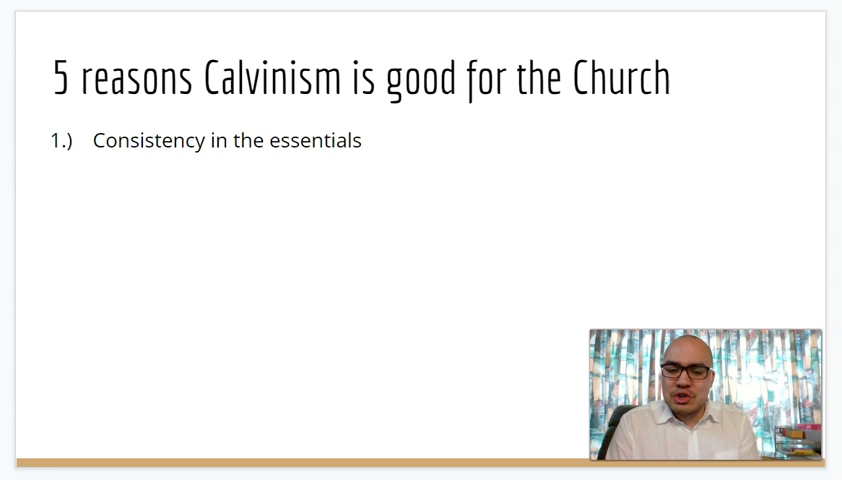 5 reasons Calvinism is good for the Church
1.) Consistency in the essentials